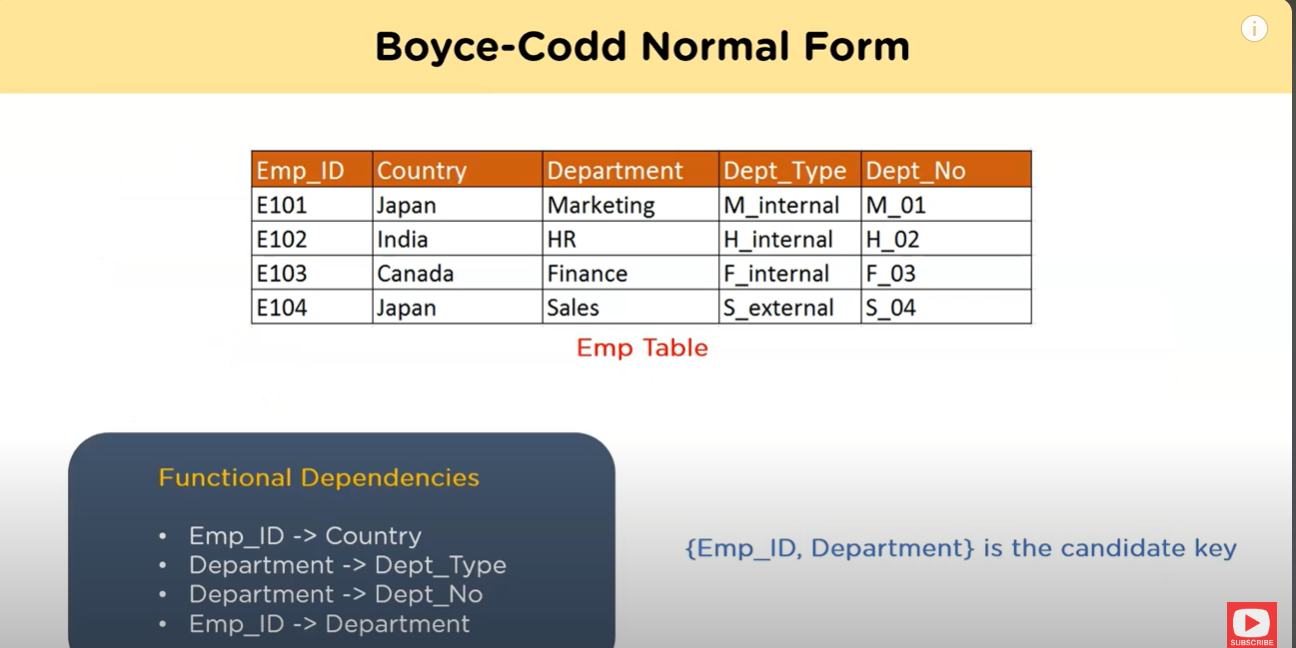 Boyce-Codd Normal Form
i
Emp_ID Country Department Dept_Type Dept_No
E101 Japan Marketing M_internal M_01
E102 India HR H_internal H_02
E103 Canada Finance F_internal F_03
E104 Japan Sales S_external S_04
Emp Table
Functional Dependencies
• Emp_ID -> Country
• Department -> Dept_Type
• Department -> Dept_No
• Emp_ID -> Department
{Emp_ID, Department} is the candidate key
SUBSCRIBE